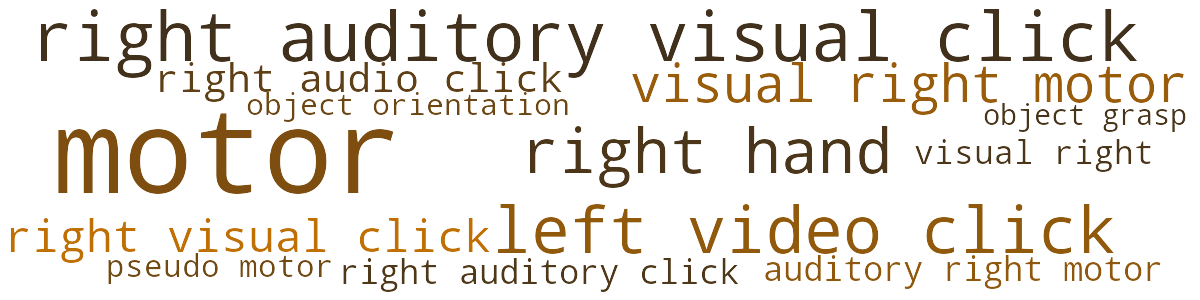 right auditory visual click
right audio click
visual right motor
object orientation
object grasp
motor
right hand
visual right
right visual click
left video click
pseudo motor
right auditory click
auditory right motor